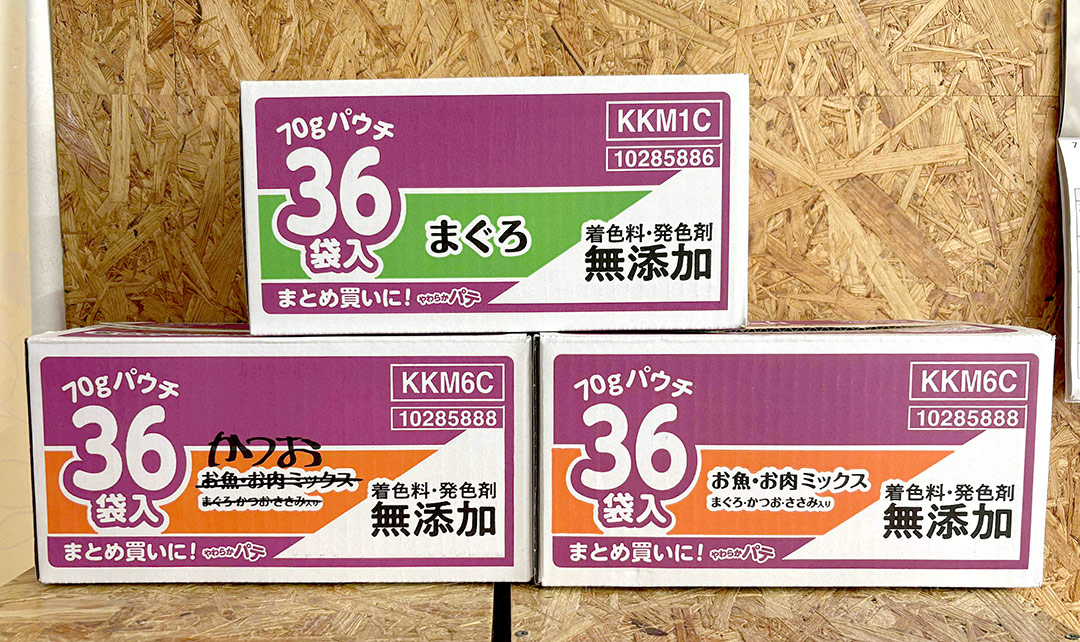 70gパウチ
36
袋入
まぐろ
KKM1C
10285886
着色料・発色剤
無添加
まとめ買いに! やわらかパテ
70gパウチ
36
袋入
かつお
お魚・お肉ミックス
まぐろ・かつお・ささみ入り
KKM6C
10285888
着色料・発色剤
無添加
まとめ買いに! やわらかパテ
70gパウチ
36
袋入
お魚・お肉ミックス
まぐろ・かつお・ささみ入り
KKM6C
10285888
着色料・発色剤
無添加
まとめ買いに! やわらかパテ